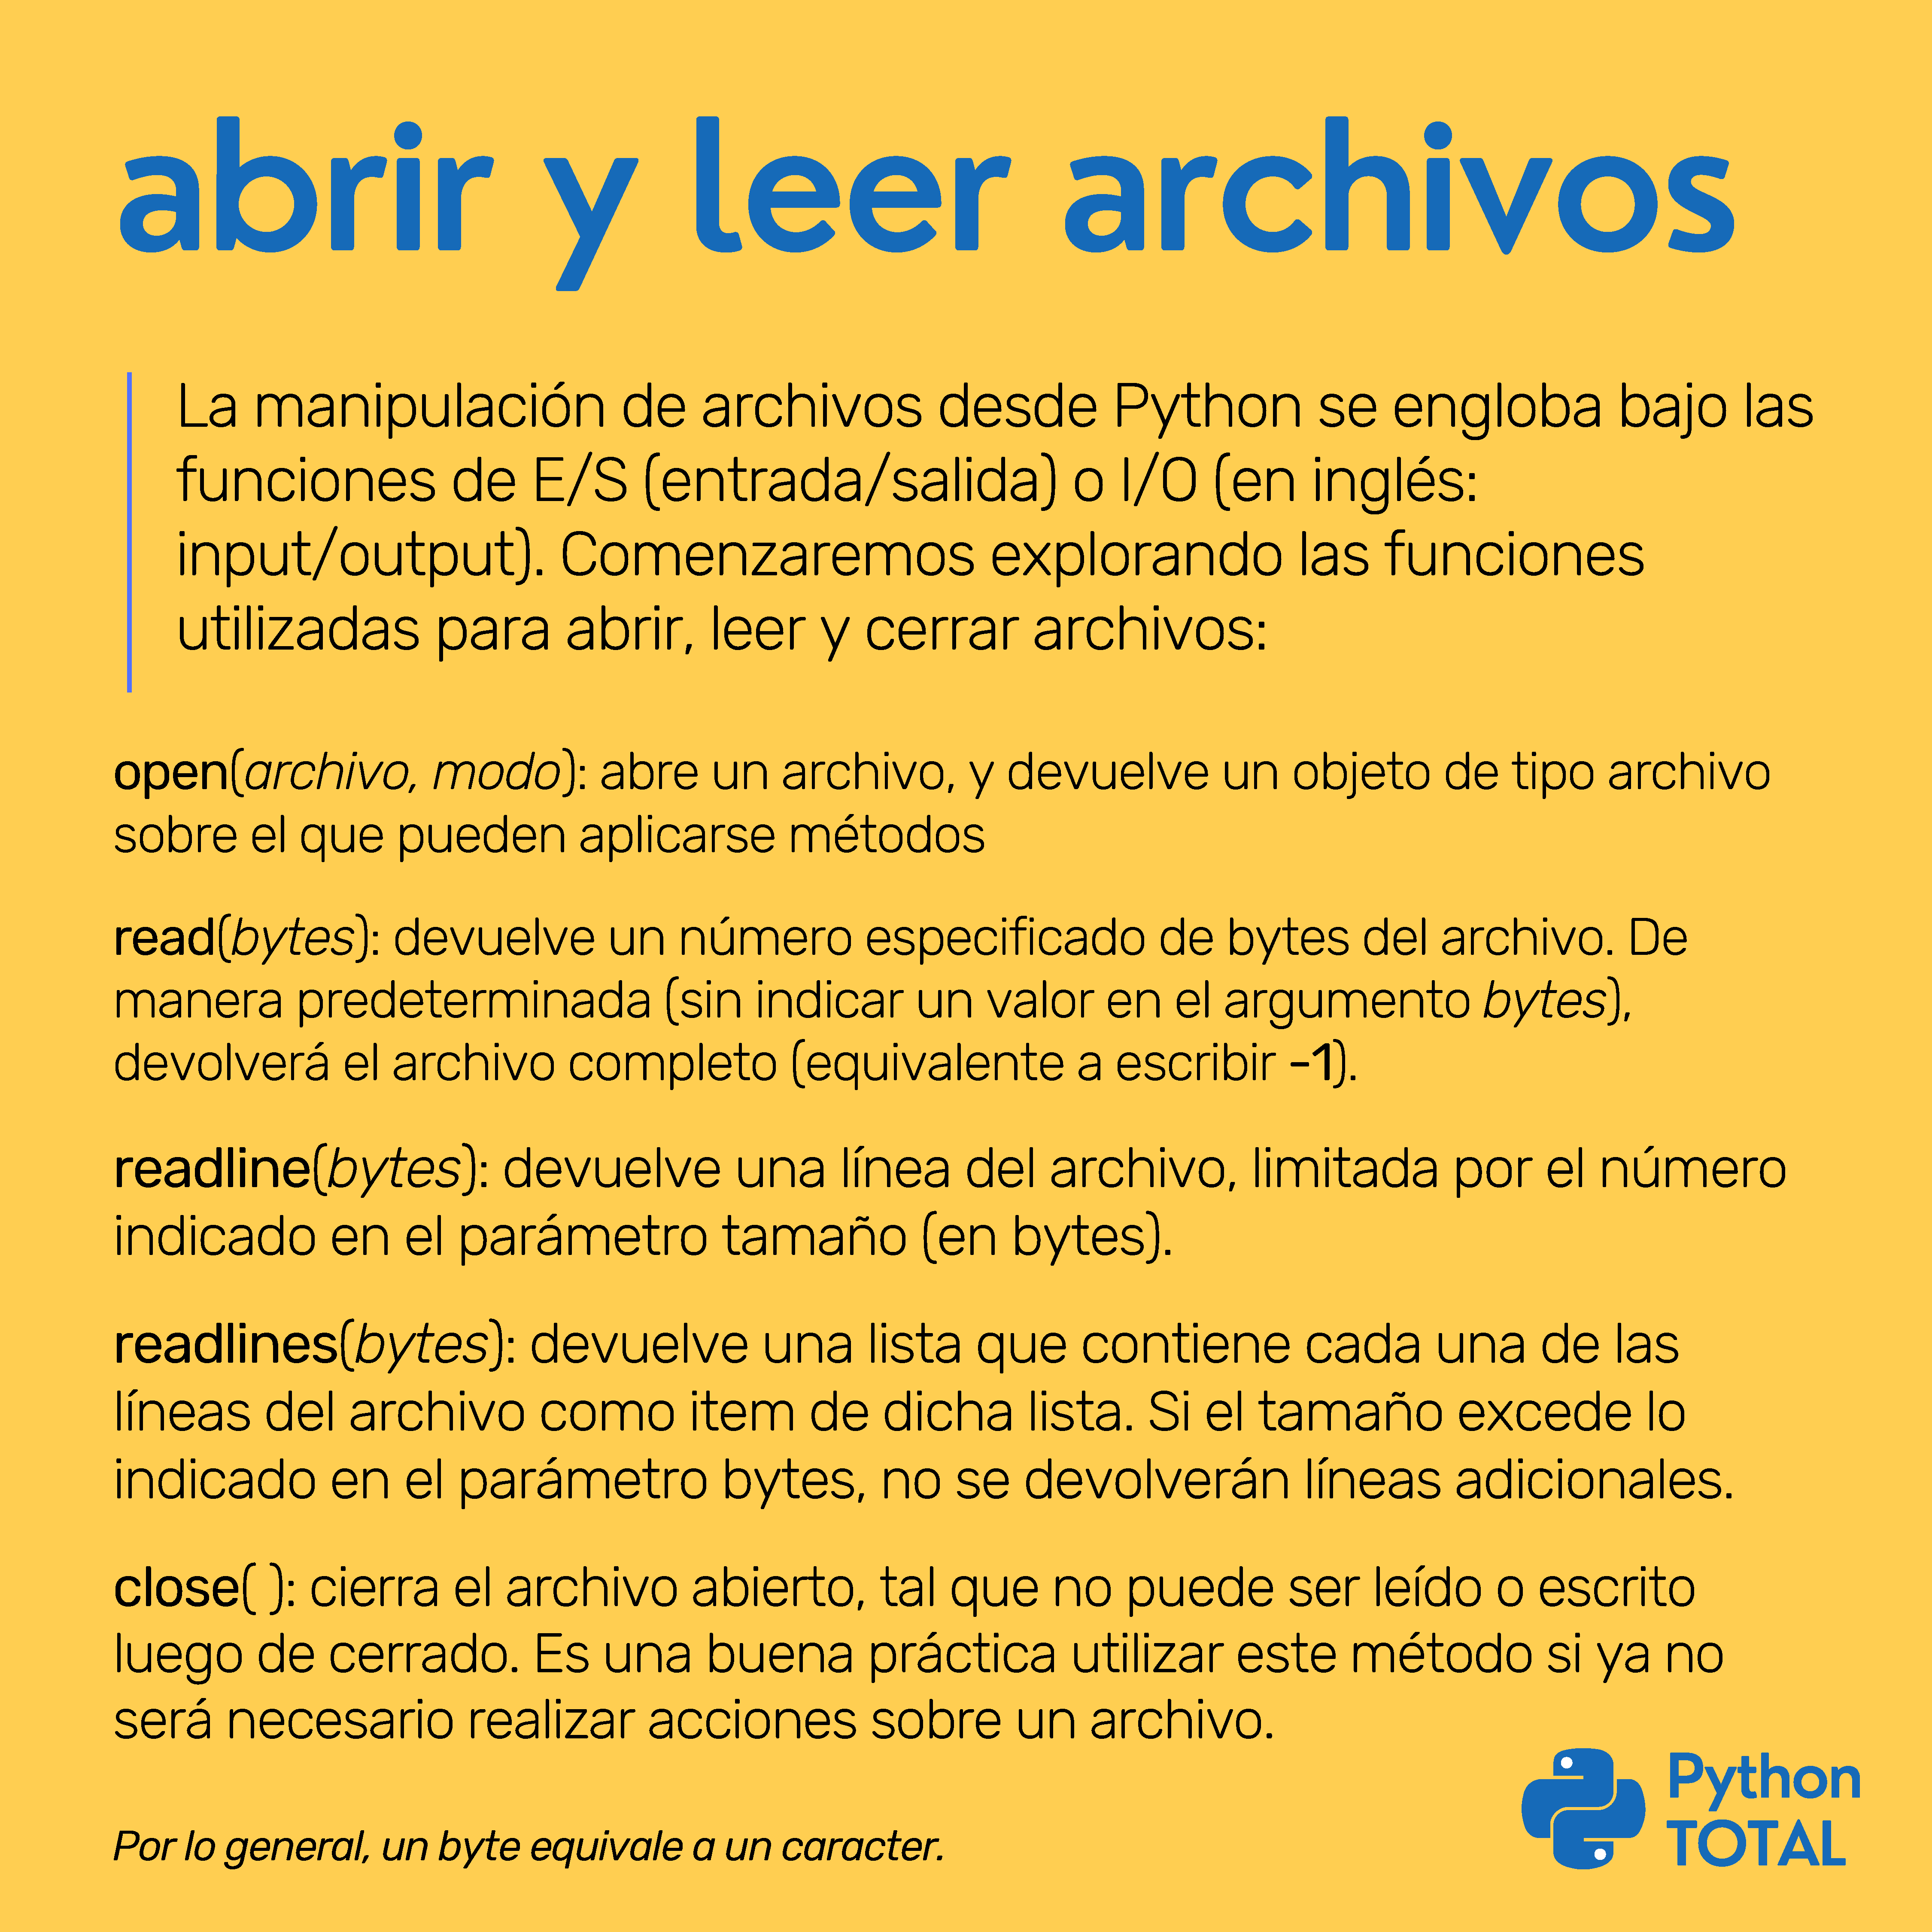 abrir y leer archivos
La manipulación de archivos desde Python se engloba bajo las
funciones de E/S (entrada/salida) o I/O (en inglés:
input/output). Comenzaremos explorando las funciones
utilizadas para abrir, leer y cerrar archivos:
open(archivo, modo): abre un archivo, y devuelve un objeto de tipo archivo
sobre el que pueden aplicarse métodos
read(bytes): devuelve un número especificado de bytes del archivo. De
manera predeterminada (sin indicar un valor en el argumento bytes),
devolverá el archivo completo (equivalente a escribir -1).
readline(bytes): devuelve una línea del archivo, limitada por el número
indicado en el parámetro tamaño (en bytes).
readlines(bytes): devuelve una lista que contiene cada una de las
líneas del archivo como item de dicha lista. Si el tamaño excede lo
indicado en el parámetro bytes, no se devolverán líneas adicionales.
close( ): cierra el archivo abierto, tal que no puede ser leído o escrito
luego de cerrado. Es una buena práctica utilizar este método si ya no
será necesario realizar acciones sobre un archivo.
Por lo general, un byte equivale a un caracter.
Python
TOTAL